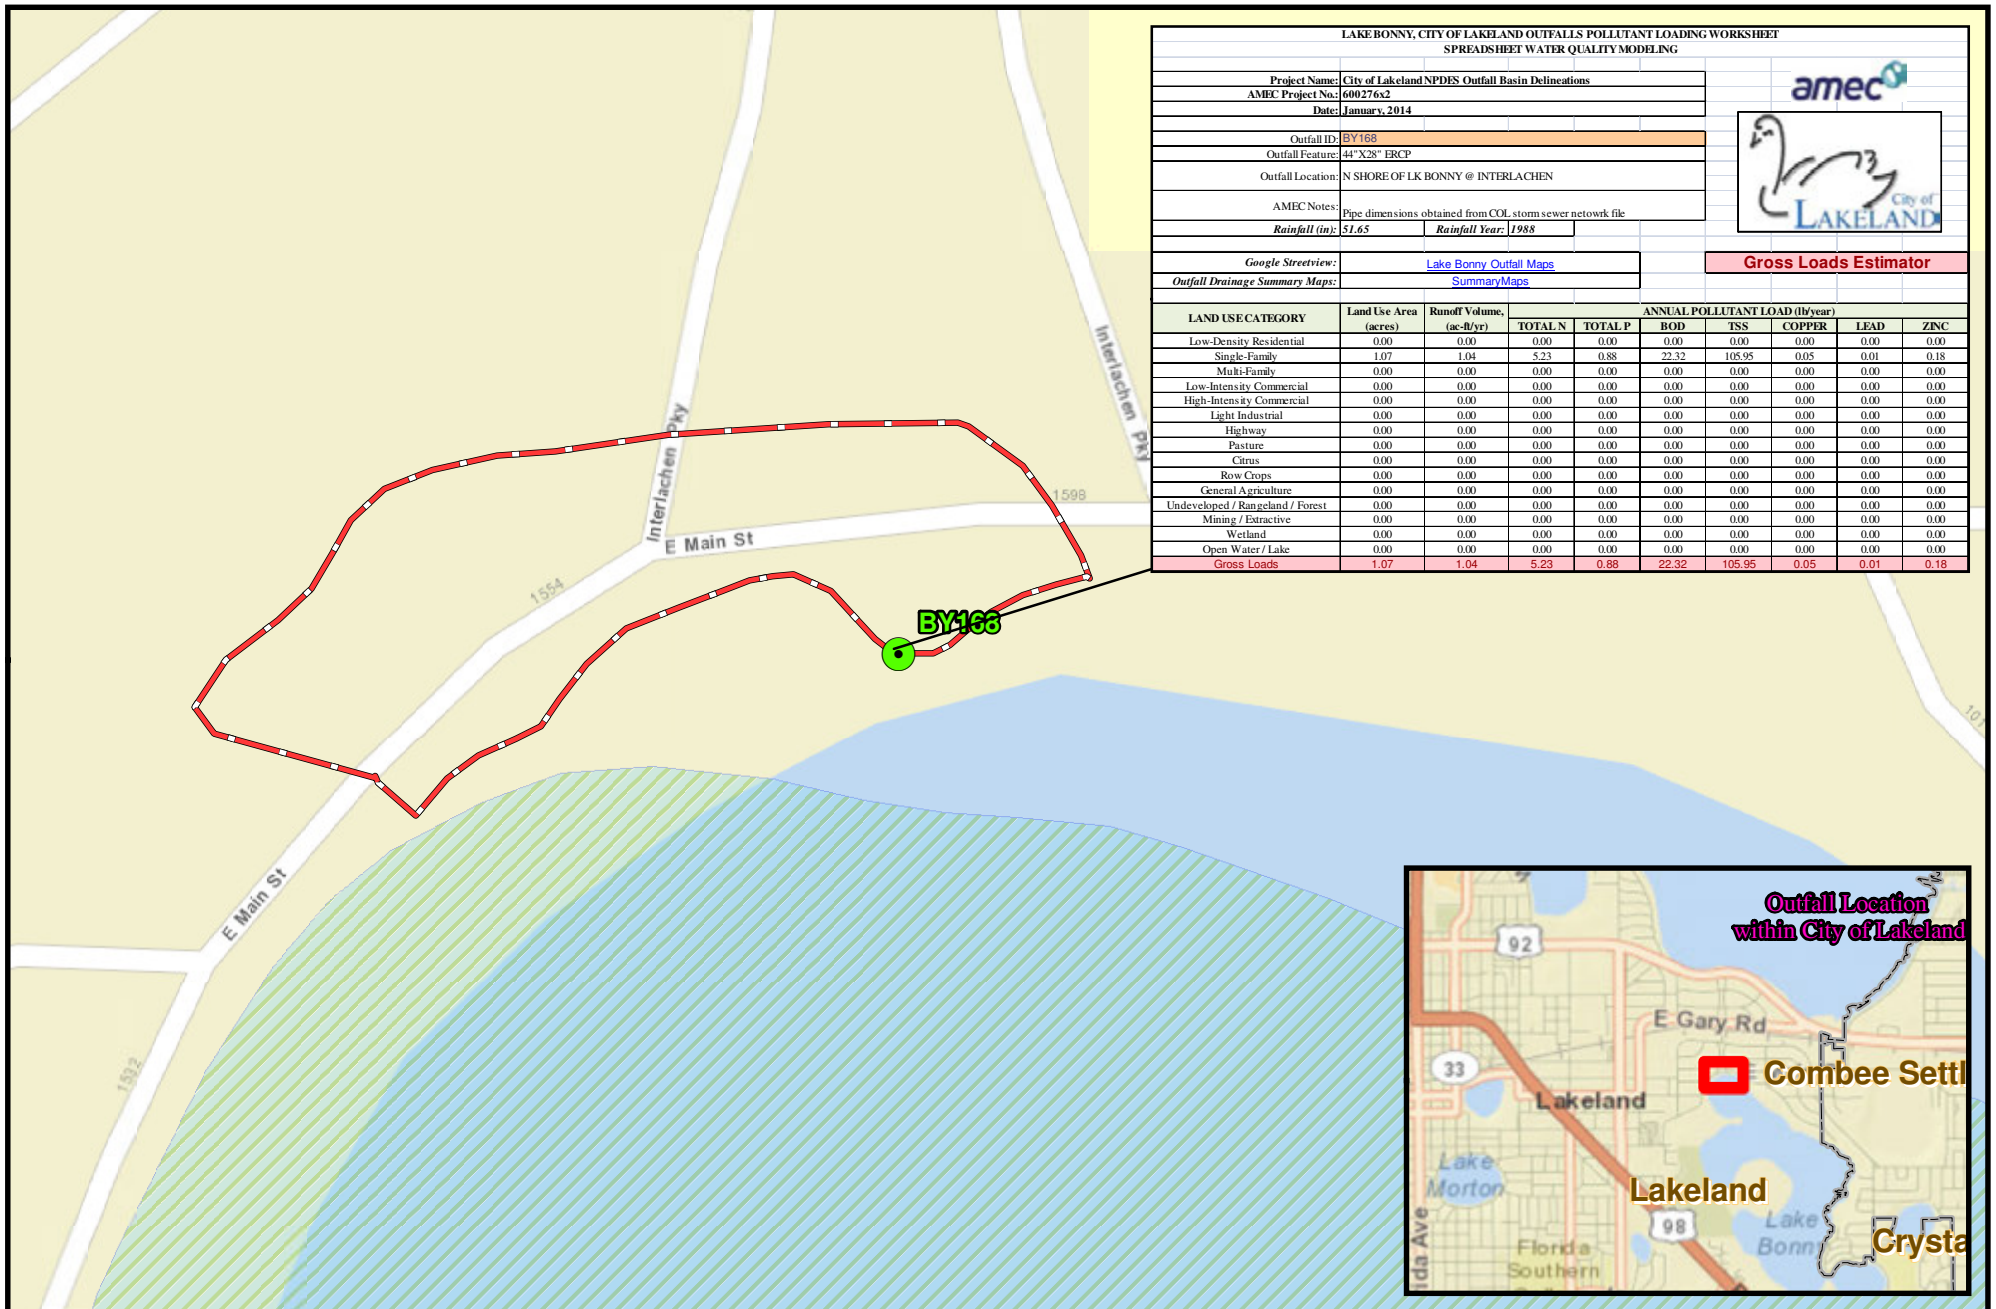 LAKE BONNY, CITY OF LAKELAND OUTFALLS POLLUTANT LOADING WORKSHEET
SPREADSHEET WATER QUALITY MODELING
Project Name: City of Lakeland NPDES Outfall Basin Delineations
AMEC Project No.: 600276x2
Date: January, 2014
amec
Outfall ID: BY168
Outfall Feature: 44"X28" ERCP
Outfall Location: N SHORE OF LK BONNY @ INTERLACHEN
AMEC Notes: Pipe dimensions obtained from COL storm sewer netowrk file
City of
LAKELAND
Rainfall (in): 51.65 Rainfall Year: 1988
Google Streetview: Lake Bonny Outfall Maps
Gross Loads Estimator
Outfall Drainage Summary Maps: SummaryMaps
LAND USE CATEGORY Land Use Area (acres) Runoff Volume, (ac-ft/yr) ANNUAL POLLUTANT LOAD (lb/year)
TOTAL N TOTAL P BOD TSS COPPER LEAD ZINC
Low-Density Residential 0.00 0.00 0.00 0.00 0.00 0.00 0.00 0.00 0.00
Single-Family 1.07 1.04 5.23 0.88 22.32 105.95 0.05 0.01 0.18
Multi-Family 0.00 0.00 0.00 0.00 0.00 0.00 0.00 0.00 0.00
Low-Intensity Commercial 0.00 0.00 0.00 0.00 0.00 0.00 0.00 0.00 0.00
High-Intensity Commercial 0.00 0.00 0.00 0.00 0.00 0.00 0.00 0.00 0.00
Light Industrial 0.00 0.00 0.00 0.00 0.00 0.00 0.00 0.00 0.00
Highway 0.00 0.00 0.00 0.00 0.00 0.00 0.00 0.00 0.00
Pasture 0.00 0.00 0.00 0.00 0.00 0.00 0.00 0.00 0.00
Citrus 0.00 0.00 0.00 0.00 0.00 0.00 0.00 0.00 0.00
Row Crops 0.00 0.00 0.00 0.00 0.00 0.00 0.00 0.00 0.00
General Agriculture 0.00 0.00 0.00 0.00 0.00 0.00 0.00 0.00 0.00
Undeveloped / Rangeland / Forest 0.00 0.00 0.00 0.00 0.00 0.00 0.00 0.00 0.00
Mining / Extractive 0.00 0.00 0.00 0.00 0.00 0.00 0.00 0.00 0.00
Wetland 0.00 0.00 0.00 0.00 0.00 0.00 0.00 0.00 0.00
Open Water / Lake 0.00 0.00 0.00 0.00 0.00 0.00 0.00 0.00 0.00
Gross Loads 1.07 1.04 5.23 0.88 22.32 105.95 0.05 0.01 0.18
Interlachen Pky
Interlachen Pky
1598
E Main St
1554
BY168
101
E Main St
1532
Outfall Location
within City of Lakeland
92
E Gary Rd
33
Combee Settl
Lakeland
Lake
Morton
Lakeland
98
Lake
Bonny
Crysta
Florida
Southern
ida Ave